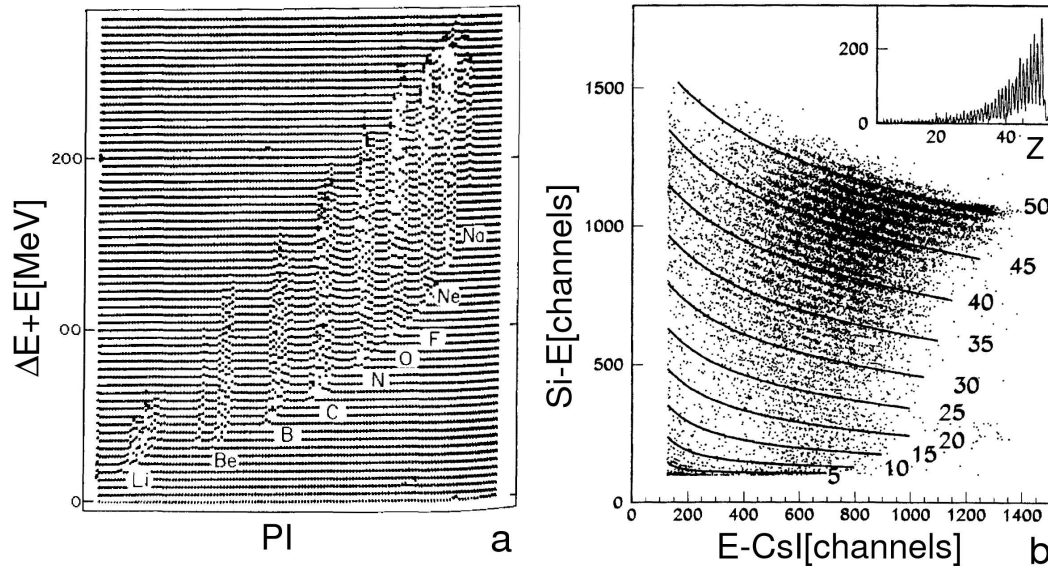 ΔE+E[MeV]
200
00
0
Li
Be
B
C
N
O
F
Ne
Na
PI
a
Si-E[channels]
1500
1000
500
0
200
0
20
40
Z
50
45
40
35
30
25
20
15
10
5
0
200
400
600
800
1000
1200
1400
E-CsI[channels]
b